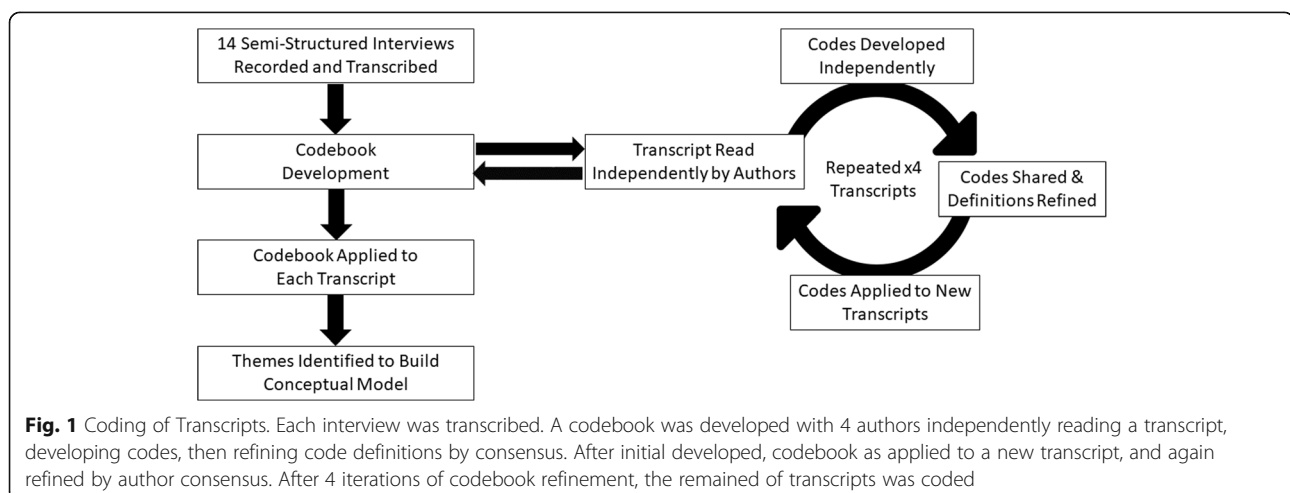 14 Semi-Structured Interviews
Recorded and Transcribed
Codebook
Development
Codebook Applied to
Each Transcript
Themes Identified to Build
Conceptual Model
Transcript Read
Independently by Authors
Codes Developed
Independently
Repeated x4
Transcripts
Codes Shared &
Definitions Refined
Codes Applied to New
Transcripts
Fig. 1 Coding of Transcripts. Each interview was transcribed. A codebook was developed with 4 authors independently reading a transcript,
developing codes, then refining code definitions by consensus. After initial developed, codebook as applied to a new transcript, and again
refined by author consensus. After 4 iterations of codebook refinement, the remained of transcripts was coded